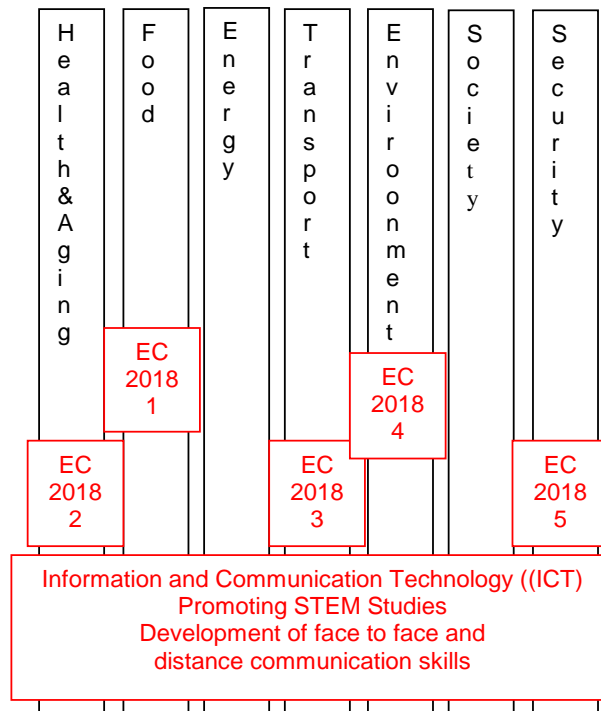 Health&Aging
Food
Energy
Transport
Enviroonment
Society
Security
EC
2018
1
EC
2018
4
EC
2018
2
EC
2018
3
EC
2018
5
Information and Communication Technology ((ICT)
Promoting STEM Studies
Development of face to face and
distance communication skills